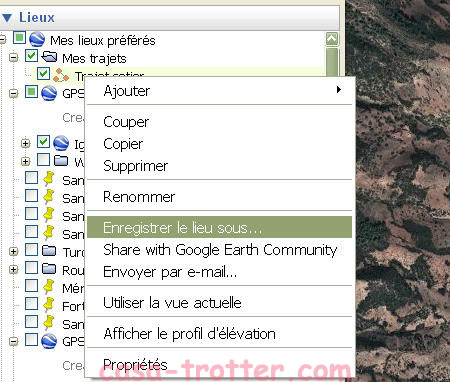 Lieux
Mes lieux préférés
Mes trajets
Trajet cotier
GPS
Crea
Ajouter
Couper
Copier
Supprimer
Renommer
Enregistrer le lieu sous...
Share with Google Earth Community
Envoyer par e-mail...
Utiliser la vue actuelle
Afficher le profil d'élévation
Propriétés
Ig
W
San
San
San
San
Turq
Rou
Mér
Fort
San
GPS
Crea
casa-trotter.com